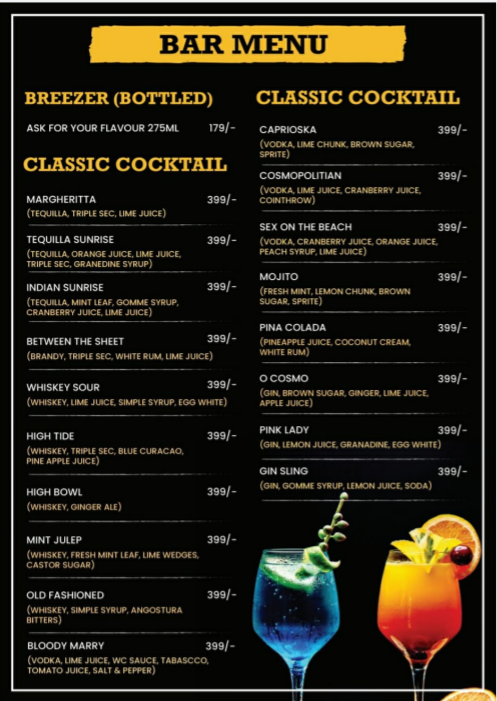 BAR MENU
BREEZER (BOTTLED)
ASK FOR YOUR FLAVOUR 275ML 179/-
CLASSIC COCKTAIL
MARGHERITTA 399/-
(TEQUILLA, TRIPLE SEC, LIME JUICE)
TEQUILLA SUNRISE 399/-
(TEQUILLA, ORANGE JUICE, LIME JUICE,
TRIPLE SEC, GRANEDINE SYRUP)
INDIAN SUNRISE 399/-
(TEQUILLA, MINT LEAF, GOMME SYRUP,
CRANBERRY JUICE, LIME JUICE)
BETWEEN THE SHEET 399/-
(BRANDY, TRIPLE SEC, WHITE RUM, LIME JUICE)
WHISKEY SOUR 399/-
(WHISKEY, LIME JUICE, SIMPLE SYRUP, EGG WHITE)
HIGH TIDE 399/-
(WHISKEY, TRIPLE SEC, BLUE CURACAO,
PINE APPLE JUICE)
HIGH BOWL 399/-
(WHISKEY, GINGER ALE)
MINT JULEP 399/-
(WHISKEY, FRESH MINT LEAF, LIME WEDGES,
CASTOR SUGAR)
OLD FASHIONED 399/-
(WHISKEY, SIMPLE SYRUP, ANGOSTURA
BITTERS)
BLOODY MARRY 399/-
(VODKA, LIME JUICE, WC SAUCE, TABASCCO,
TOMATO JUICE, SALT & PEPPER)
CLASSIC COCKTAIL
CAPRIOSKA 399/-
(VODKA, LIME CHUNK, BROWN SUGAR,
SPRITE)
COSMOPOLITIAN 399/-
(VODKA, LIME JUICE, CRANBERRY JUICE,
COINTHROW)
SEX ON THE BEACH 399/-
(VODKA, CRANBERRY JUICE, ORANGE JUICE,
PEACH SYRUP, LIME JUICE)
MOJITO 399/-
(FRESH MINT, LEMON CHUNK, BROWN
SUGAR, SPRITE)
PINA COLADA 399/-
(PINEAPPLE JUICE, COCONUT CREAM,
WHITE RUM)
O COSMO 399/-
(GIN, BROWN SUGAR, GINGER, LIME JUICE,
APPLE JUICE)
PINK LADY 399/-
(GIN, LEMON JUICE, GRANADINE, EGG WHITE)
GIN SLING 399/-
(GIN, GOMME SYRUP, LEMON JUICE, SODA)